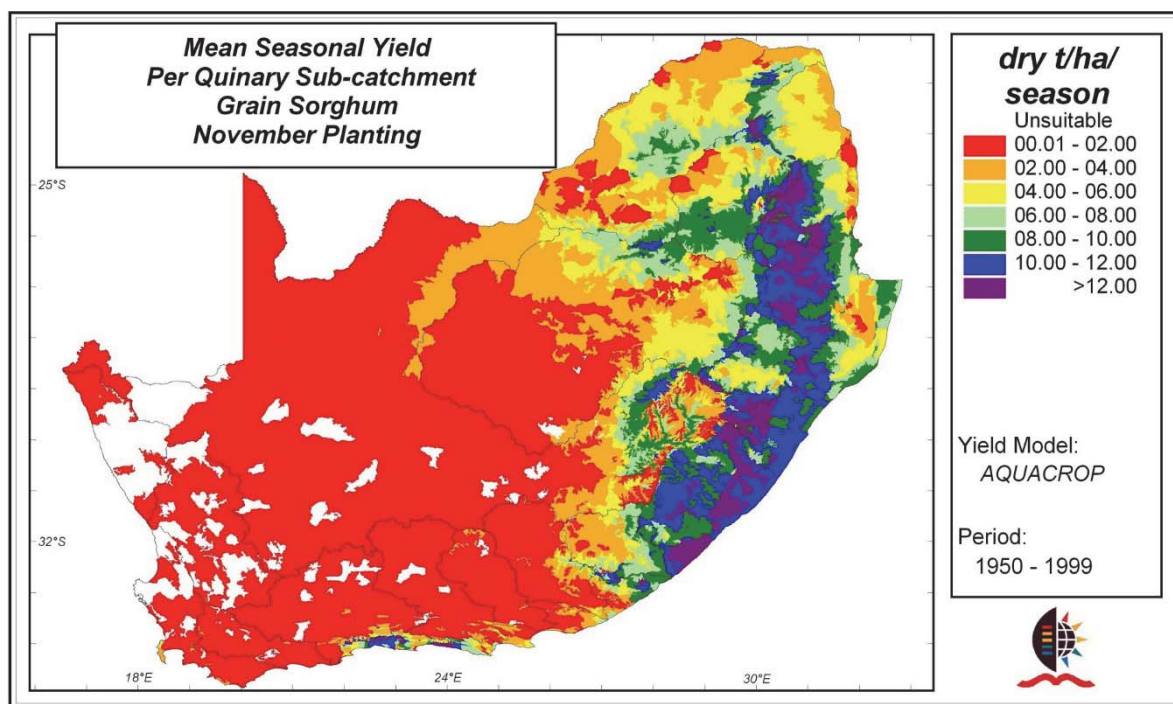 Mean Seasonal Yield
Per Quinary Sub-catchment
Grain Sorghum
November Planting
dry t/ha/
season
Unsuitable
00.01 - 02.00
02.00 - 04.00
04.00 - 06.00
06.00 - 08.00
08.00 - 10.00
10.00 - 12.00
>12.00
Yield Model:
AQUACROP
Period:
1950 - 1999
25°S
32°S
18°E
24°E
30°E